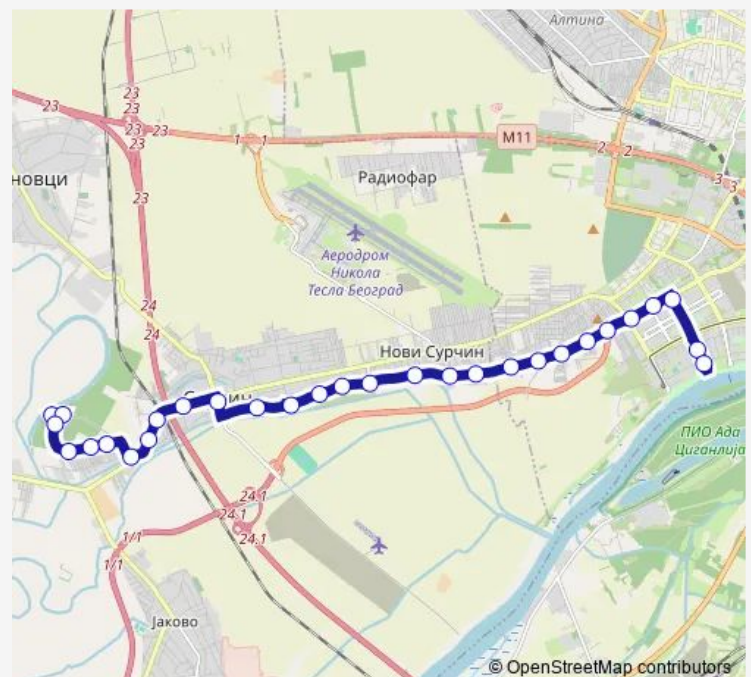 Алтина
23
23
23
23
23
1
1
M11
2
2
3
3
новци
23
Радиофар
Аеродром
Никола
Тесла Београд
24
24
Нови Сурчин
ПИО Ада
Циганлија
24.1
24.1
24.1
1/1
1/1
Јаково
© OpenStreetMap contributors